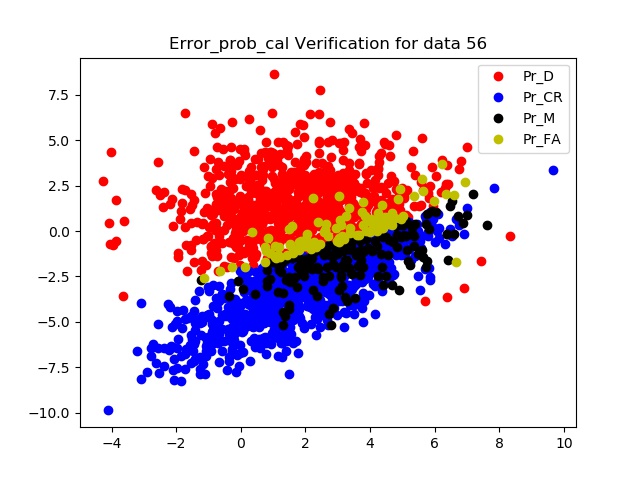 Error_prob_cal Verification for data 56
Pr_D
Pr_CR
Pr_M
Pr_FA
7.5
5.0
2.5
0.0
−2.5
−5.0
−7.5
−10.0
−4 −2 0 2 4 6 8 10